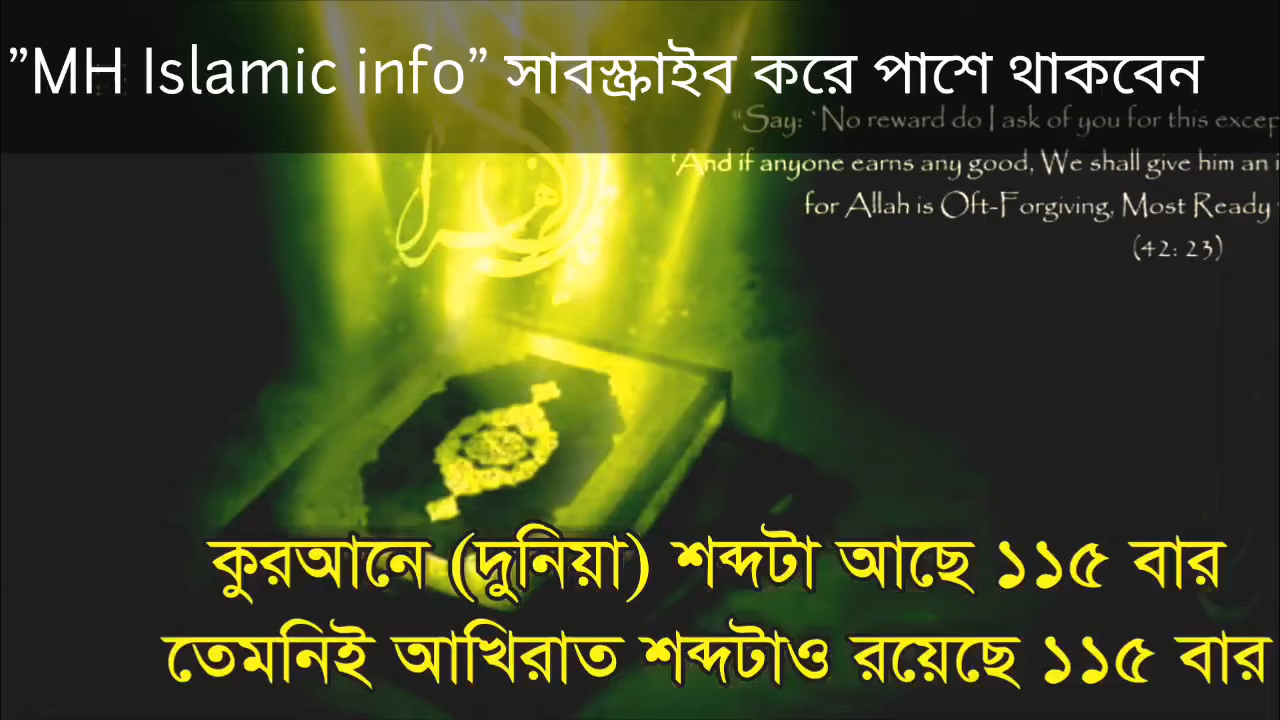 ”MH Islamic info” সাবস্ক্রাইব করে পাশে থাকবেন
"Say: `No reward do I ask of you for this
'And if anyone earns any good, We shall give him an
for Allah is Oft-Forgiving, Most Ready
(42: 23)
কুরআনে (দুনিয়া) শব্দটা আছে ১১৫ বার
তেমনিই আখিরাত শব্দটাও রয়েছে ১১৫ বার